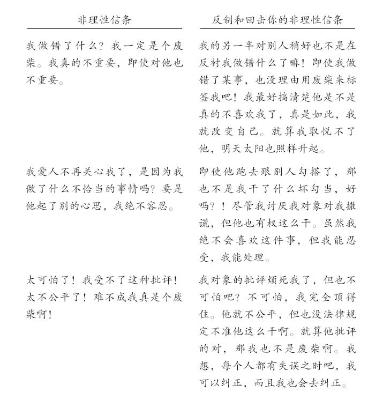 非理性信条
反刍和回击你的非理性信条
我做错了什么？我一定是个废
柴。我真的不重要，即使对他也
不重要。
我的另一半对别人稍好也不是在
反衬我做错什么了嘛！即使我做
错了某事，也没理由用废柴来标
签我吧！我最好搞清楚他是不是
真的不喜欢我了，真是如此，我
就改变自己。就算我取悦不了
他，明天太阳也照样升起。
我爱人不再关心我了，是因为我
做了什么不恰当的事情吗？要是
他起了别的心思，我绝不容忍。
即使他跑去跟别人勾搭了，那
也不是我干了什么坏勾当，好
吗？！尽管我讨厌我对象对我撒
谎，但他也有权这么干。虽然我
绝不会喜欢这件事，但我能忍
受，我能处理。
太可怕了！我受不了这种批评！
太不公平了！难不成我真是个废
柴啊！
我对象的批评烦死我了，但也不
可怕吧？不可怕，我完全顶得
住。他就不公平，但也没法律规
定不准他这么干啊。就算他批评
的对，那我也不是废柴啊。我
想，每个人都有失误之时吧，我
可以纠正，而且我也会去纠正。